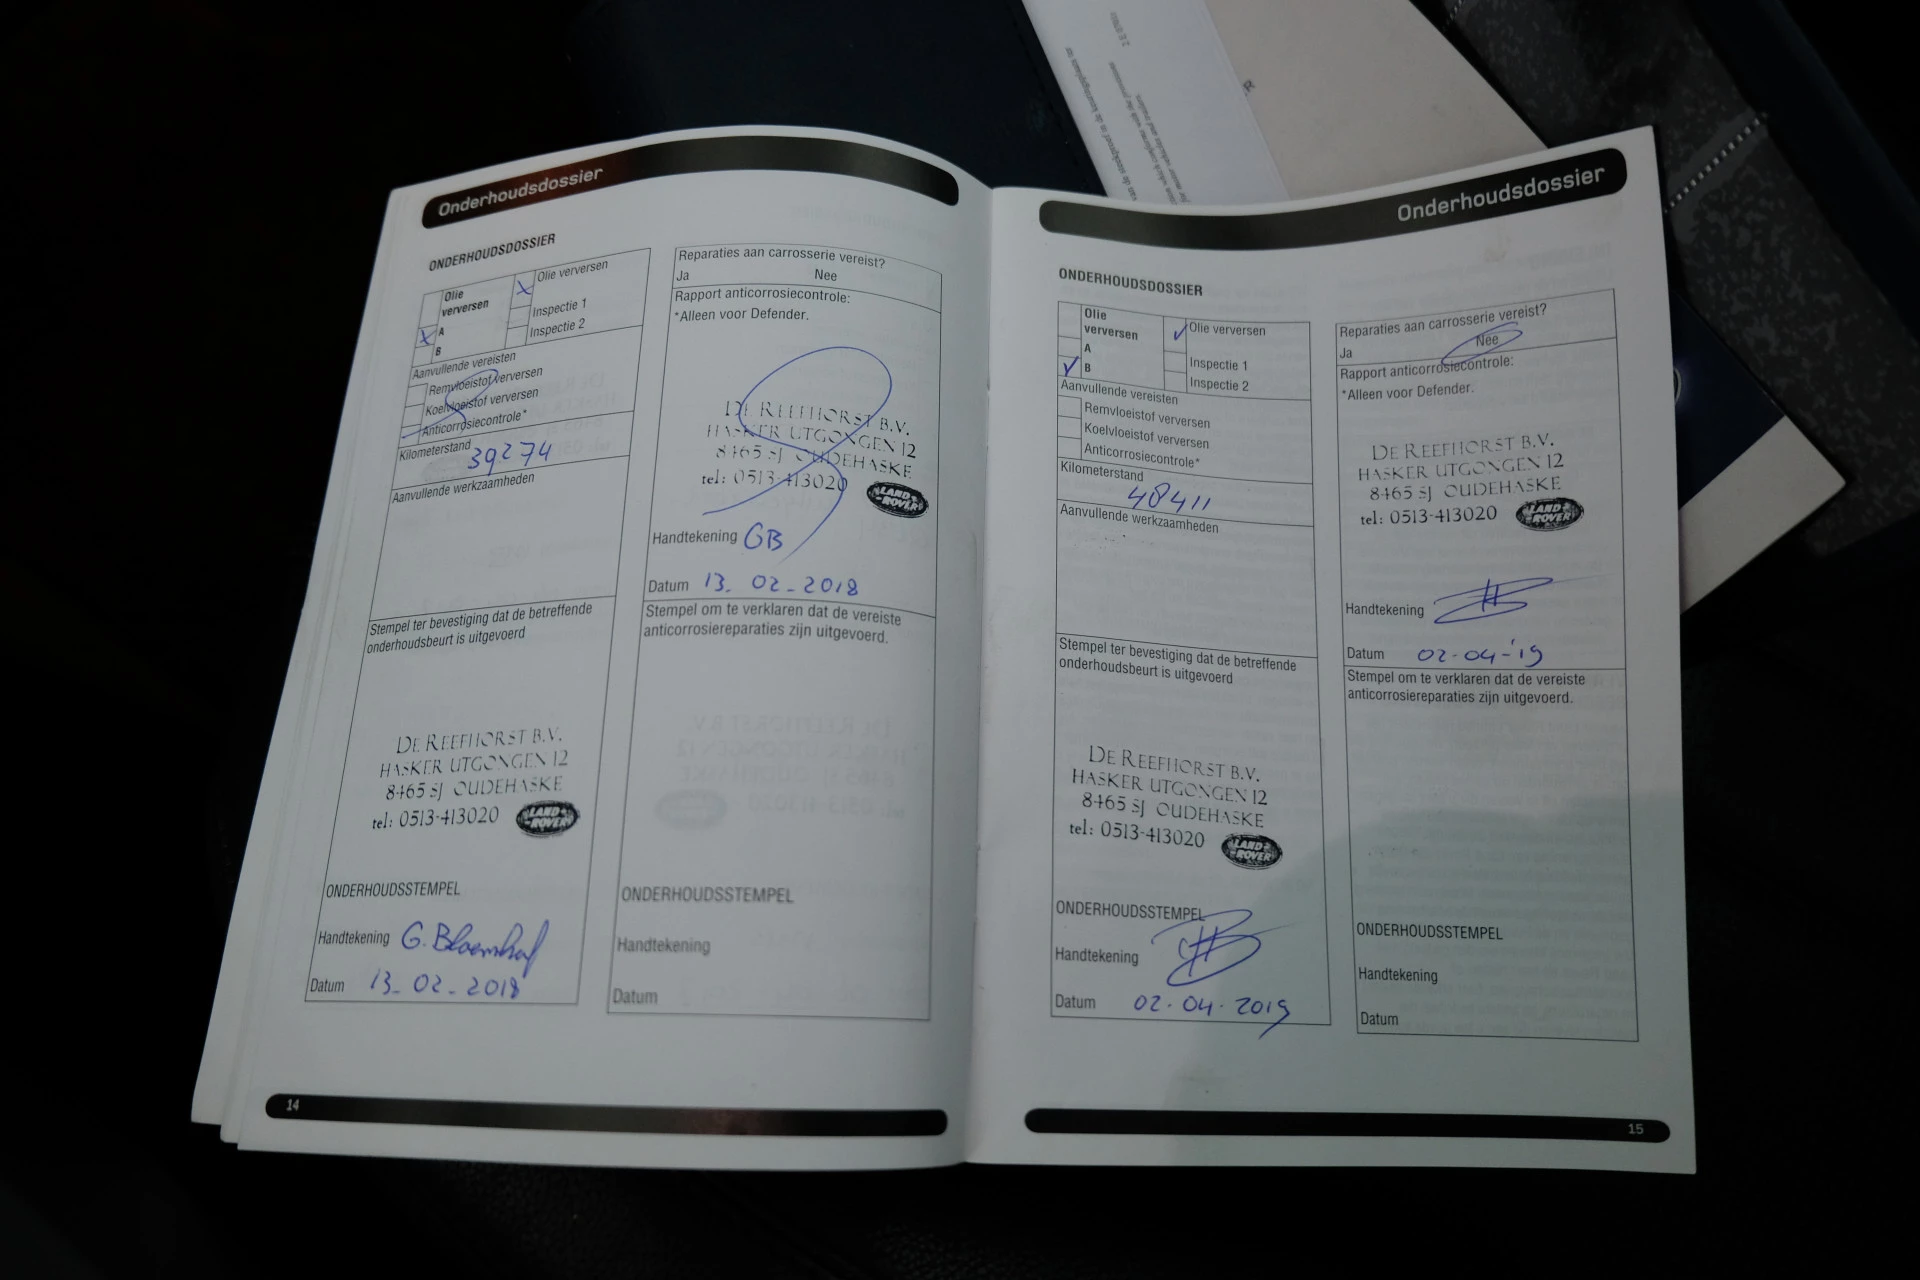 Onderhoudsdossier
ONDERHOUDSDOSSIER
Olie
verversen
A
B
Olie verversen
Inspectie 1
Inspectie 2
Aanvullende vereisten
Remvloeistof verversen
Koelvloeistof verversen
Anticorrosiecontrole*
Kilometerstand 39274
Aanvullende werkzaamheden
Stempel ter bevestiging dat de betreffende
onderhoudsbeurt is uitgevoerd
DE REEFHORST B.V.
HASKER UTGONGEN 12
8465 SJ OUDEHASKE
tel: 0513-413020
LAND ROVER
ONDERHOUDSSTEMPEL
Handtekening G. Bloemhof
Datum 13-02-2018
Reparaties aan carrosserie vereist?
Ja Nee
Rapport anticorrosiecontrole:
*Alleen voor Defender.
DE REEFHORST B.V.
HASKER UTGONGEN 12
8465 SJ OUDEHASKE
tel: 0513-413020
LAND ROVER
Handtekening GB
Datum 13.02-2018
Stempel om te verklaren dat de vereiste
anticorrosiereparaties zijn uitgevoerd.
ONDERHOUDSSTEMPEL
Handtekening
Datum
14
Onderhoudsdossier
ONDERHOUDSDOSSIER
Olie
verversen
A
B
Olie verversen
Inspectie 1
Inspectie 2
Aanvullende vereisten
Remvloeistof verversen
Koelvloeistof verversen
Anticorrosiecontrole*
Kilometerstand
48411
Aanvullende werkzaamheden
Stempel ter bevestiging dat de betreffende
onderhoudsbeurt is uitgevoerd
DE REEFHORST B.V.
HASKER UTGONGEN 12
8465 SJ OUDEHASKE
tel: 0513-413020
LAND ROVER
ONDERHOUDSSTEMPEL
Handtekening
Datum 02-04-2019
Reparaties aan carrosserie vereist?
Ja Nee
Rapport anticorrosiecontrole:
*Alleen voor Defender.
DE REEFHORST B.V.
HASKER UTGONGEN 12
8465 SJ OUDEHASKE
tel: 0513-413020
LAND ROVER
Handtekening
Datum 02-04-'19
Stempel om te verklaren dat de vereiste
anticorrosiereparaties zijn uitgevoerd.
ONDERHOUDSSTEMPEL
Handtekening
Datum
15